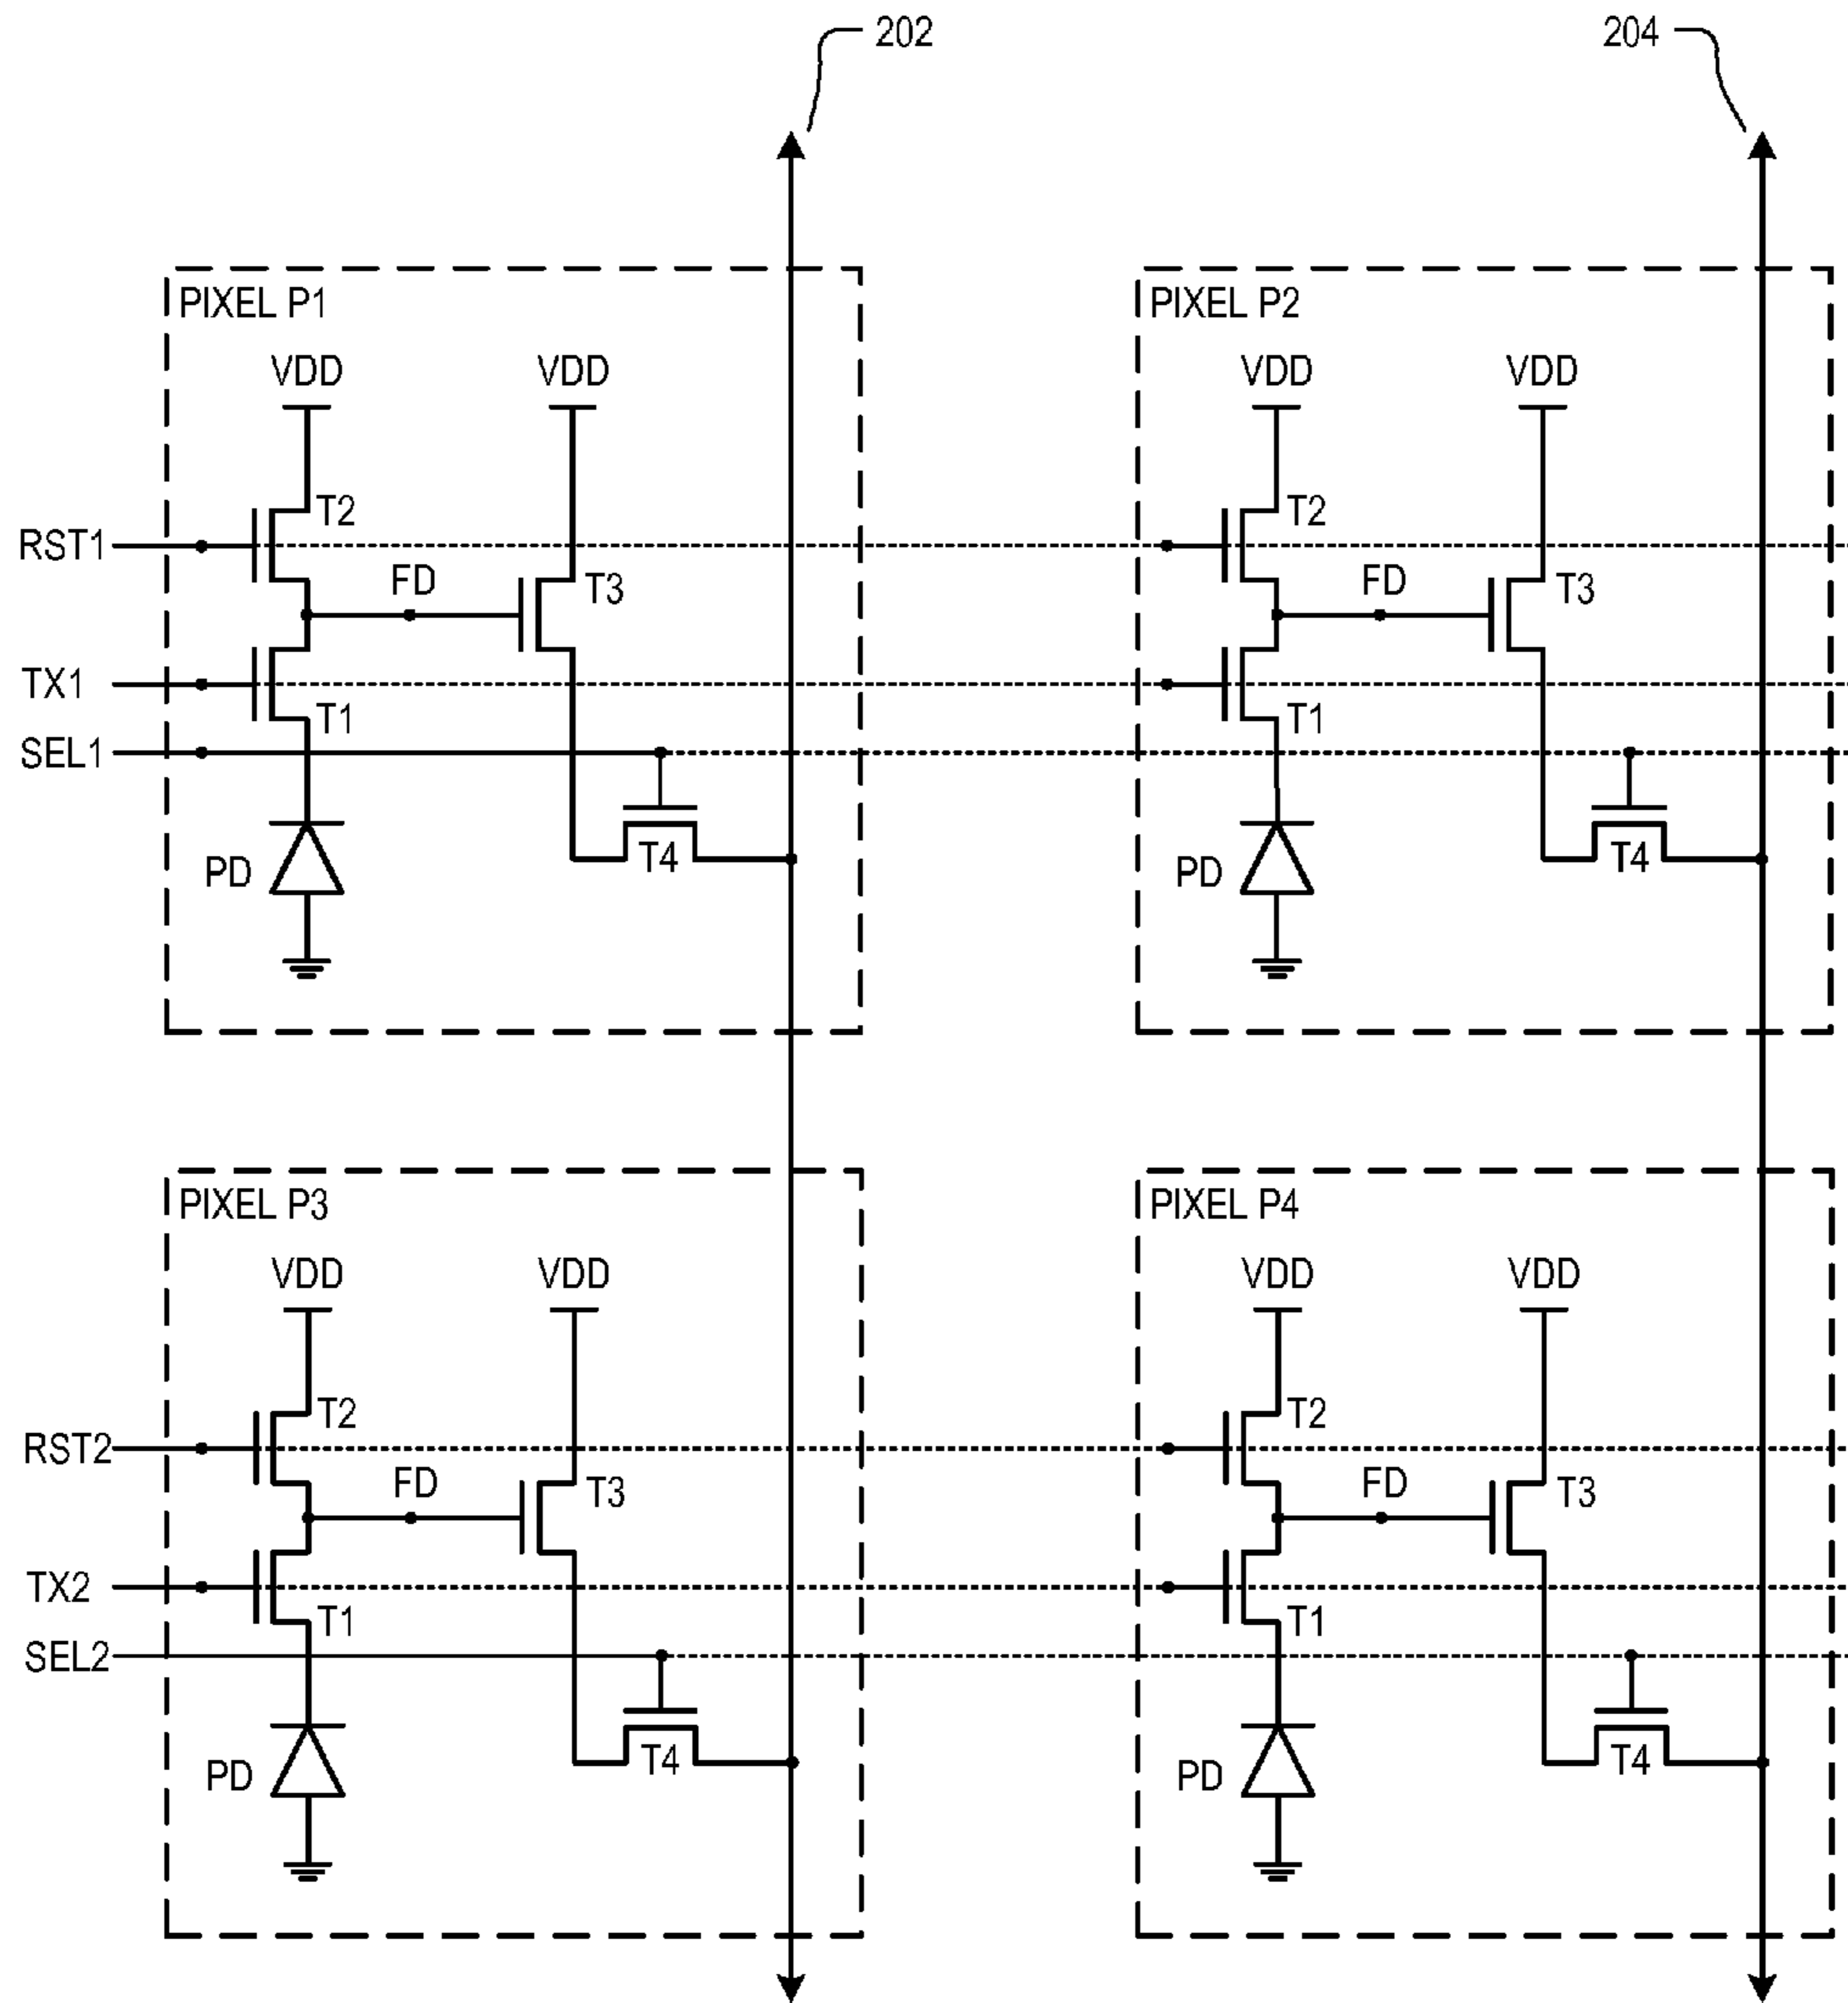 202
204
PIXEL P1
PIXEL P2
VDD
VDD
VDD
VDD
T2
T2
RST1
FD
T3
FD
T3
TX1
T1
T1
SEL1
PD
T4
PD
T4
PIXEL P3
PIXEL P4
VDD
VDD
VDD
VDD
T2
T2
RST2
FD
T3
FD
T3
TX2
T1
T1
SEL2
PD
T4
PD
T4